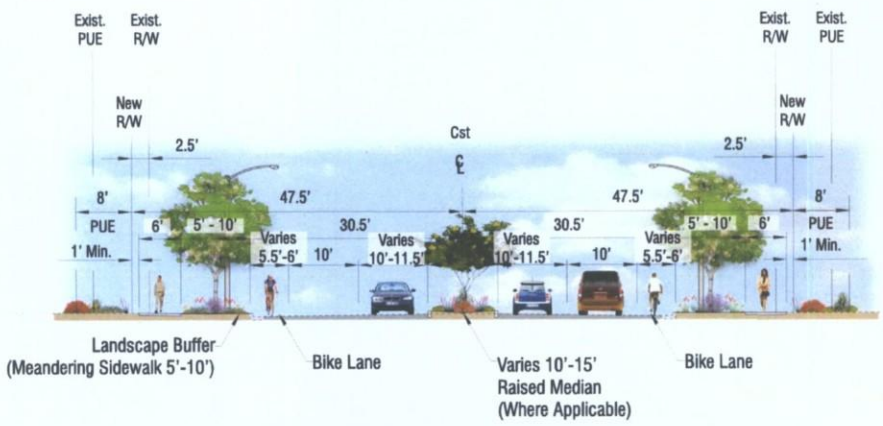 Exist.
PUE
Exist.
R/W
Exist.
R/W
Exist.
PUE
New
R/W
New
R/W
Cst
℄
2.5'
2.5'
8'
47.5'
47.5'
8'
PUE
6'
5' - 10'
30.5'
30.5'
5' - 10'
6'
PUE
1' Min.
Varies
5.5'-6'
10'
Varies
10'-11.5'
Varies
10'-11.5'
10'
Varies
5.5'-6'
1' Min.
Landscape Buffer
(Meandering Sidewalk 5'-10')
Bike Lane
Varies 10'-15'
Raised Median
(Where Applicable)
Bike Lane